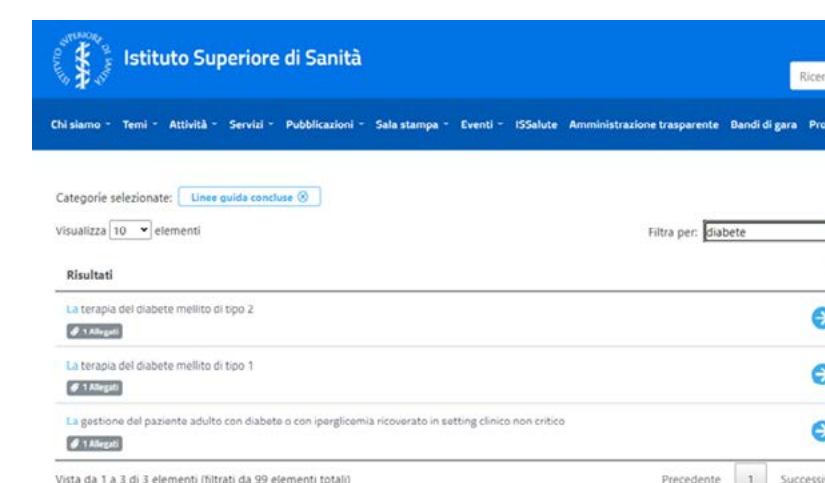 Istituto Superiore di Sanità
Chi siamo Temi Attività Servizi Pubblicazioni Sala stampa Eventi ISSalute Amministrazione trasparente Bandi di gara
Categorie selezionate: Linee guida concluse
Visualizza 10 elementi Filtra per: diabete
Risultati
La terapia del diabete mellito di tipo 2
1 Allegati
La terapia del diabete mellito di tipo 1
1 Allegati
La gestione del paziente adulto con diabete o con iperglicemia ricoverato in setting clinico non critico
1 Allegati
Vista da 1 a 3 di 3 elementi (filtrati da 99 elementi totali) Precedente 1